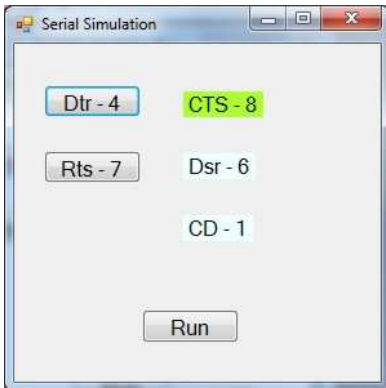 Serial Simulation
Dtr - 4
CTS - 8
Rts - 7
Dsr - 6
CD - 1
Run